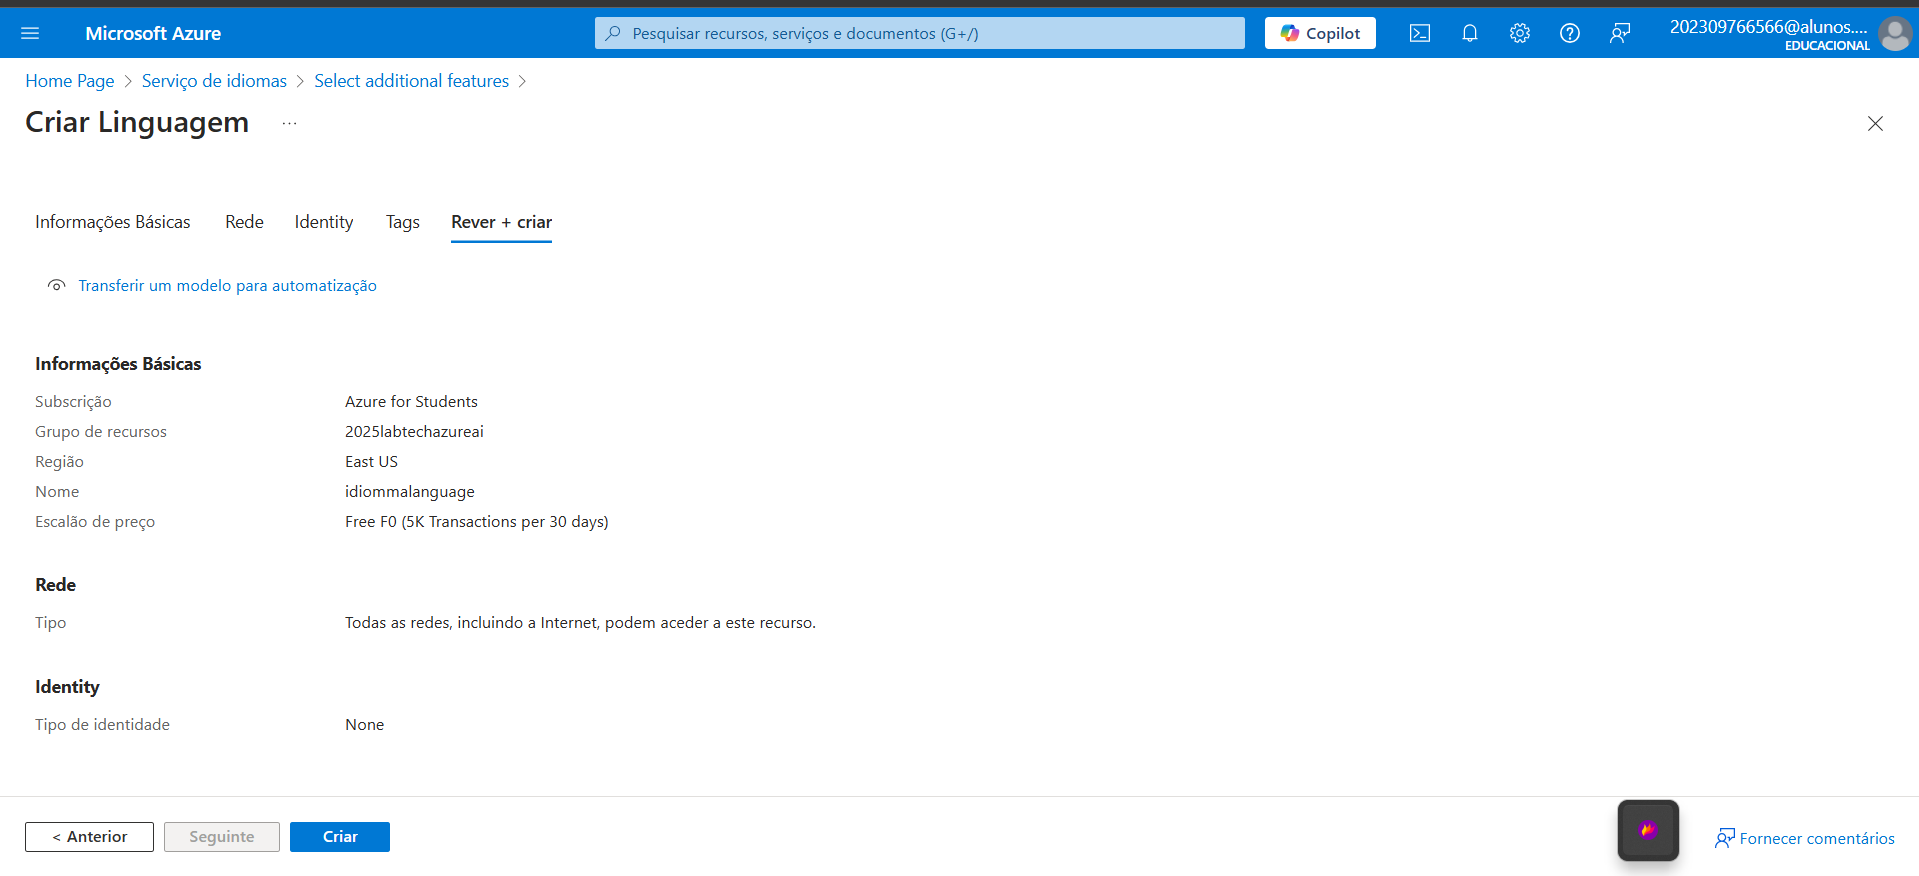 Microsoft Azure
Pesquisar recursos, serviços e documentos (G+/)
Copilot
202309766566@alunos....
EDUCACIONAL
Home Page > Serviço de idiomas > Select additional features >
Criar Linguagem ...
Informações Básicas Rede Identity Tags Rever + criar
Transferir um modelo para automatização
Informações Básicas
Subscrição Azure for Students
Grupo de recursos 2025labtechazureai
Região East US
Nome idiommalanguage
Escalão de preço Free F0 (5K Transactions per 30 days)
Rede
Tipo Todas as redes, incluindo a Internet, podem aceder a este recurso.
Identity
Tipo de identidade None
< Anterior Seguinte Criar
Fornecer comentários